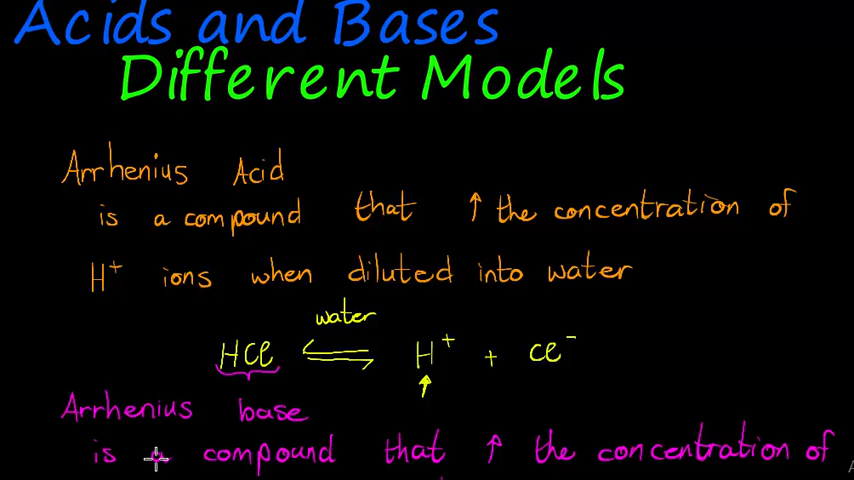 Acids and Bases
Different Models
Arrhenius Acid
is a compound that ↑ the concentration of
H⁺ ions when diluted into water
water
HCl ⇌ H⁺ + Cl⁻
↑
Arrhenius base
is a compound that ↑ the concentration of